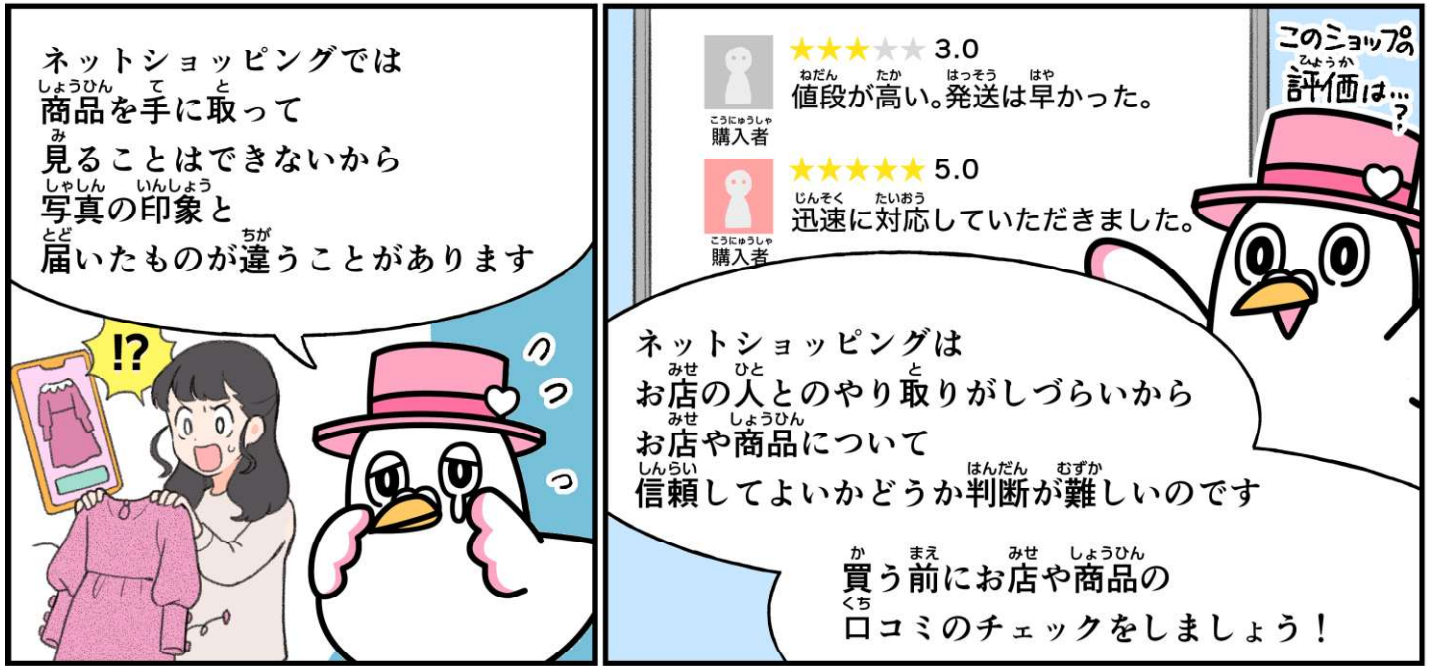 ネットショッピングでは
商品を手に取って
見ることはできないから
写真の印象と
届いたものが違うことがあります
!?
★★★★★ 3.0
値段が高い。発送は早かった。
購入者
★★★★★ 5.0
迅速に対応していただきました。
購入者
このショップの
評価は…?
ネットショッピングは
お店の人とのやり取りがしづらいから
お店や商品について
信頼してよいかどうか判断が難しいのです
買う前にお店や商品の
口コミのチェックをしましょう!